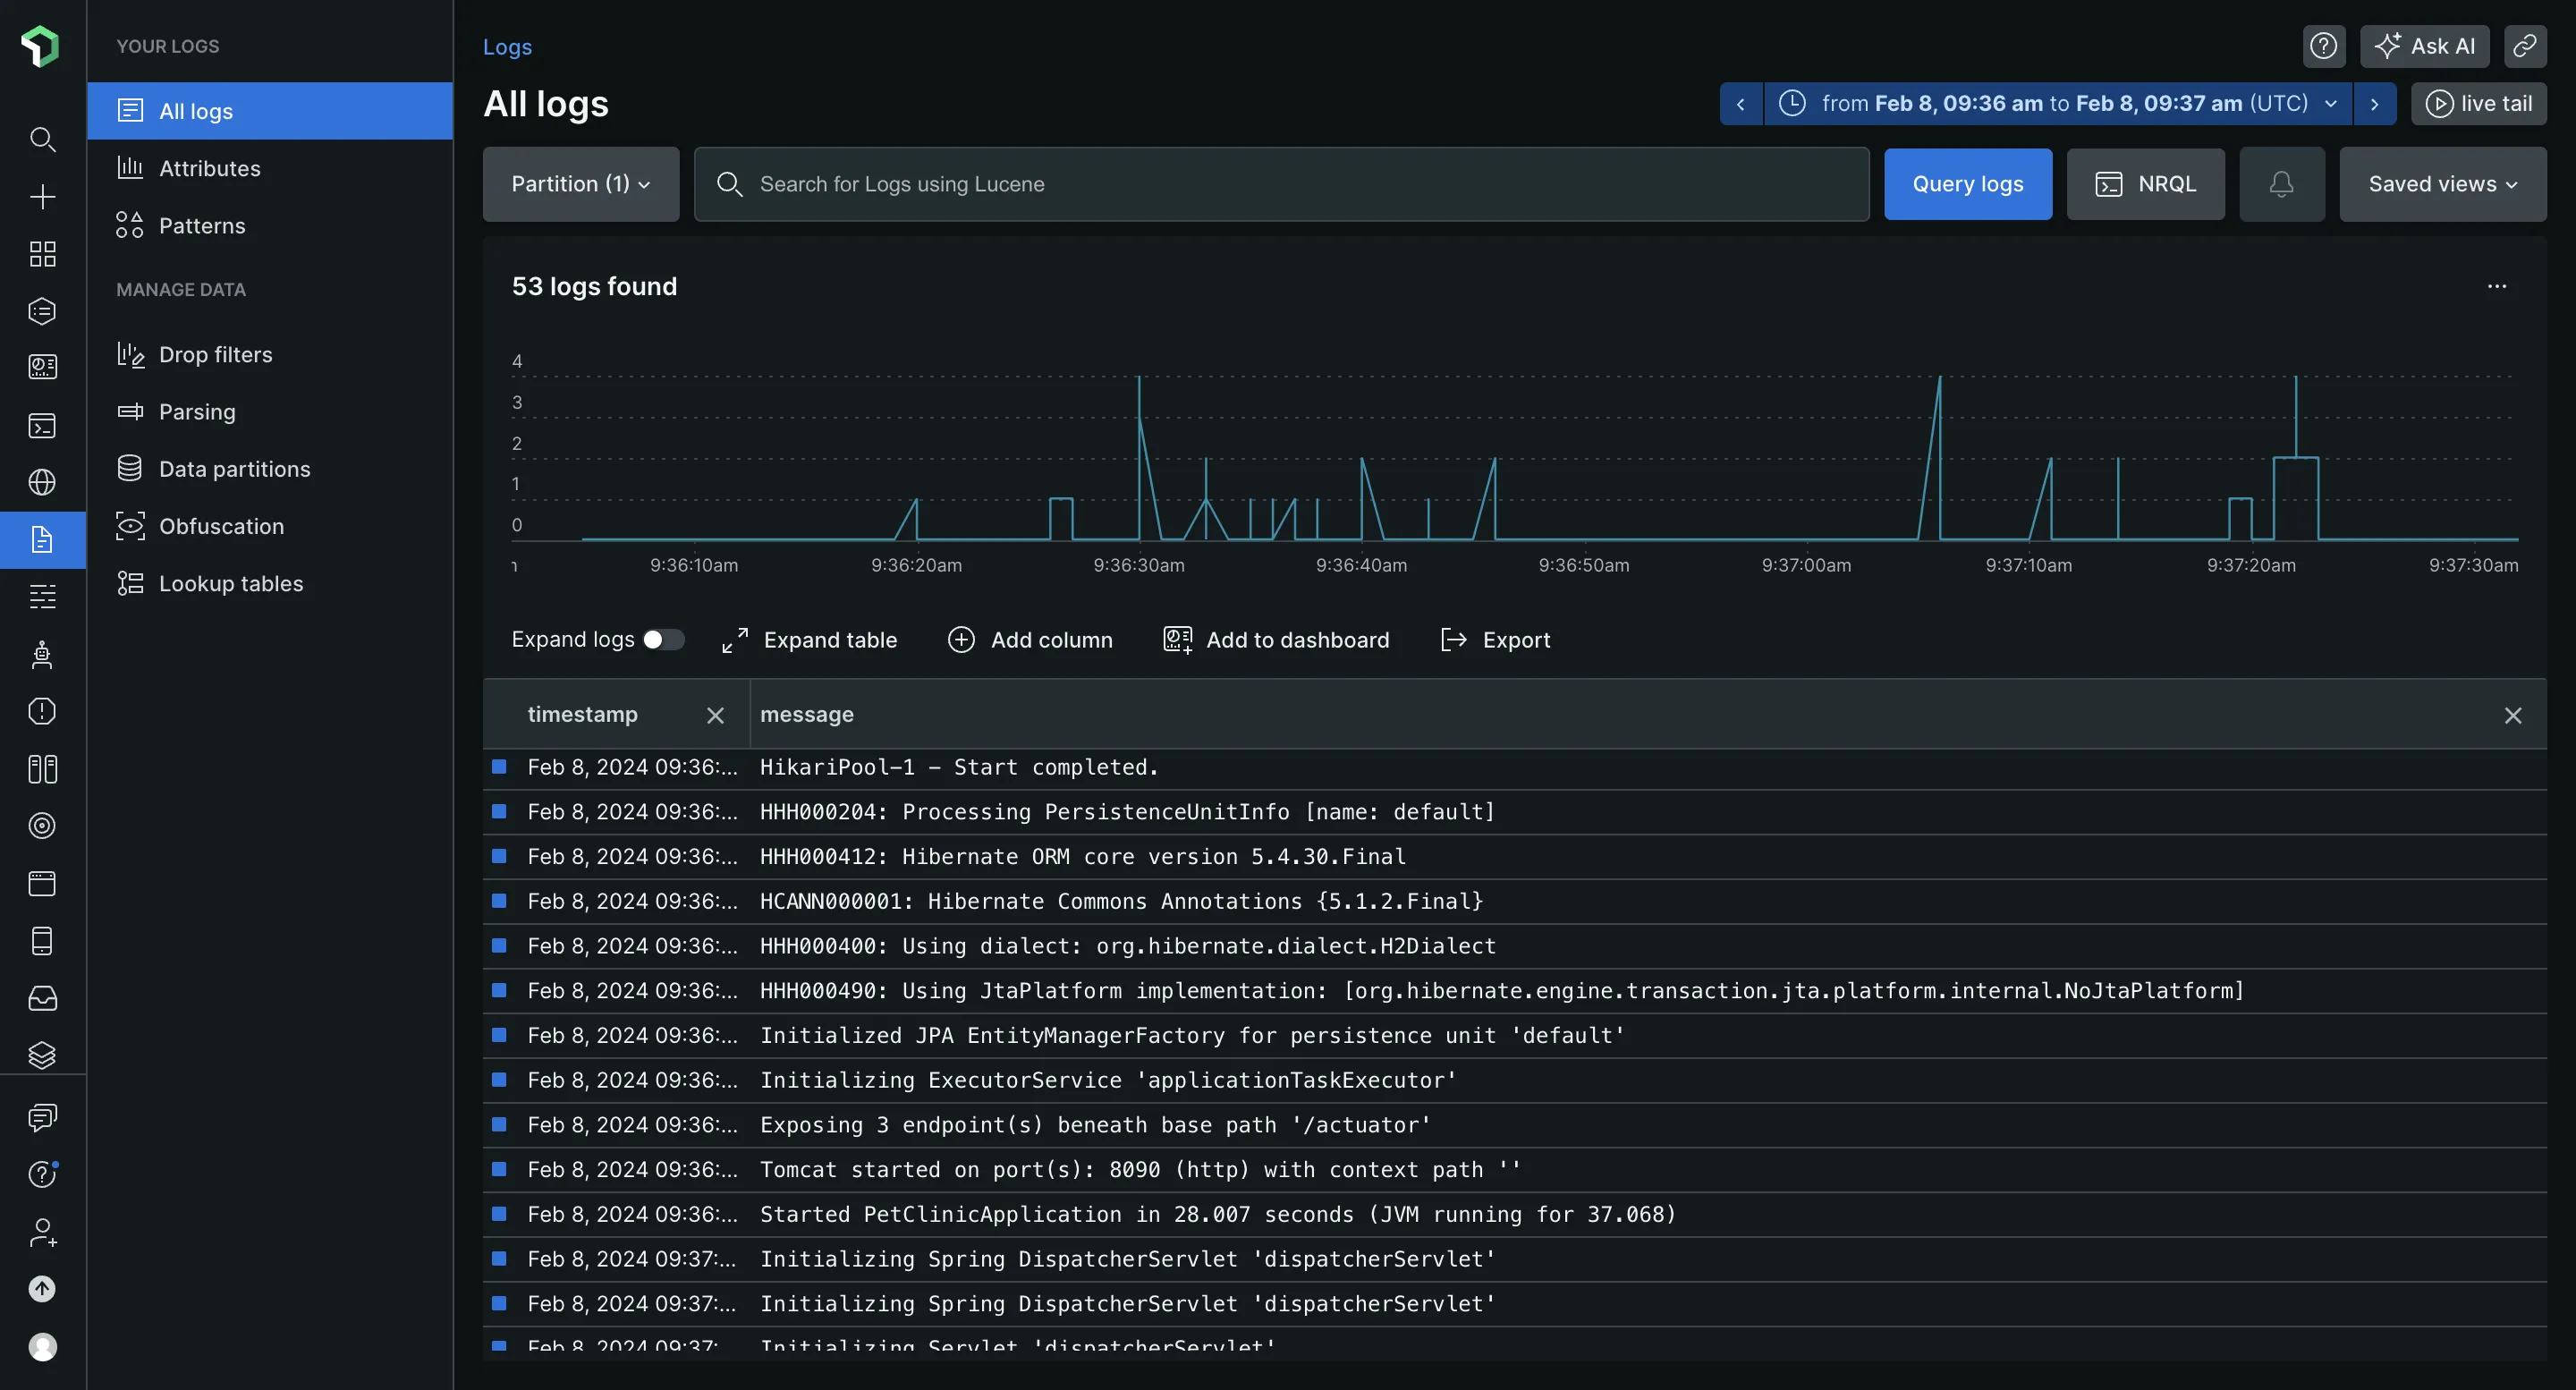 YOUR LOGS
All logs
Attributes
Patterns
MANAGE DATA
Drop filters
Parsing
Data partitions
Obfuscation
Lookup tables
Logs
Ask AI
All logs
from Feb 8, 09:36 am to Feb 8, 09:37 am (UTC)
live tail
Partition (1)
Search for Logs using Lucene
Query logs
NRQL
Saved views
53 logs found
4
3
2
1
0
9:36:10am 9:36:20am 9:36:30am 9:36:40am 9:36:50am 9:37:00am 9:37:10am 9:37:20am 9:37:30am
Expand logs Expand table Add column Add to dashboard Export
timestamp message
Feb 8, 2024 09:36:... HikariPool-1 - Start completed.
Feb 8, 2024 09:36:... HHH000204: Processing PersistenceUnitInfo [name: default]
Feb 8, 2024 09:36:... HHH000412: Hibernate ORM core version 5.4.30.Final
Feb 8, 2024 09:36:... HCANN000001: Hibernate Commons Annotations {5.1.2.Final}
Feb 8, 2024 09:36:... HHH000400: Using dialect: org.hibernate.dialect.H2Dialect
Feb 8, 2024 09:36:... HHH000490: Using JtaPlatform implementation: [org.hibernate.engine.transaction.jta.platform.internal.NoJtaPlatform]
Feb 8, 2024 09:36:... Initialized JPA EntityManagerFactory for persistence unit 'default'
Feb 8, 2024 09:36:... Initializing ExecutorService 'applicationTaskExecutor'
Feb 8, 2024 09:36:... Exposing 3 endpoint(s) beneath base path '/actuator'
Feb 8, 2024 09:36:... Tomcat started on port(s): 8090 (http) with context path ''
Feb 8, 2024 09:36:... Started PetClinicApplication in 28.007 seconds (JVM running for 37.068)
Feb 8, 2024 09:37:... Initializing Spring DispatcherServlet 'dispatcherServlet'
Feb 8, 2024 09:37:... Initializing Spring DispatcherServlet 'dispatcherServlet'
Feb 8, 2024 09:37: Initializing Servlet 'dispatcherServlet'